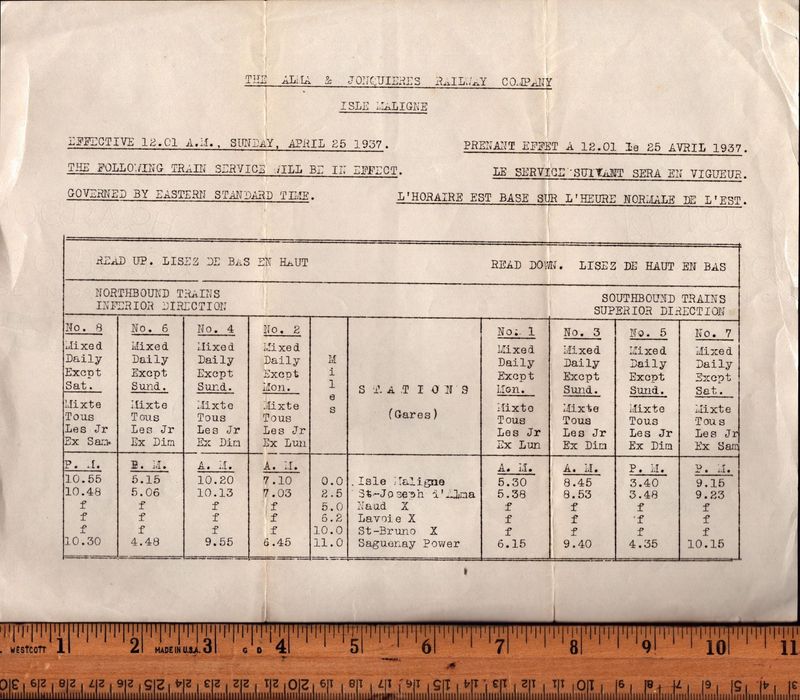 THE ALMA & JONQUIERES RAILWAY COMPANY
ISLE MALIGNE
EFFECTIVE 12.01 A.M., SUNDAY, APRIL 25 1937. PRENANT EFFET A 12.01 le 25 AVRIL 1937.
THE FOLLOWING TRAIN SERVICE WILL BE IN EFFECT. LE SERVICE SUIVANT SERA EN VIGUEUR.
GOVERNED BY EASTERN STANDARD TIME. L'HORAIRE EST BASE SUR L'HEURE NORMALE DE L'EST.
READ UP. LISEZ DE BAS EN HAUT READ DOWN. LISEZ DE HAUT EN BAS
NORTHBOUND TRAINS SOUTHBOUND TRAINS
INFERIOR DIRECTION SUPERIOR DIRECTION
No. 8 No. 6 No. 4 No. 2 No. 1 No. 3 No. 5 No. 7
Mixed Mixed Mixed Mixed Mixed Mixed Mixed Mixed
Daily Daily Daily Daily Miles Daily Daily Daily Daily
Excpt Excpt Excpt Excpt Excpt Excpt Excpt Excpt
Sat. Sund. Sund. Mon. STATIONS Mon. Sund. Sund. Sat.
Mixte Mixte Mixte Mixte Mixte Mixte Mixte Mixte
Tous Tous Tous Tous (Gares) Tous Tous Tous Tous
Les Jr Les Jr Les Jr Les Jr Les Jr Les Jr Les Jr Les Jr
Ex Sam Ex Dim Ex Dim Ex Lun Ex Lun Ex Dim Ex Dim Ex Sam
P. M. P. M. A. M. A. M. A. M. A. M. P. M. P. M.
10.55 5.15 10.20 7.10 0.0 Isle Maligne 5.30 8.45 3.40 9.15
10.48 5.06 10.13 7.03 2.5 St-Joseph d'Alma 5.38 8.53 3.48 9.23
f f f f 5.0 Naud X f f f f
f f f f 6.2 Lavoie X f f f f
f f f f 10.0 St-Bruno X f f f f
10.30 4.48 9.55 6.45 11.0 Saguenay Power 6.15 9.40 4.35 10.15
1 2 3 4 5 6 7 8 9 10 11
WESTCOTT MADE IN U.S.A.